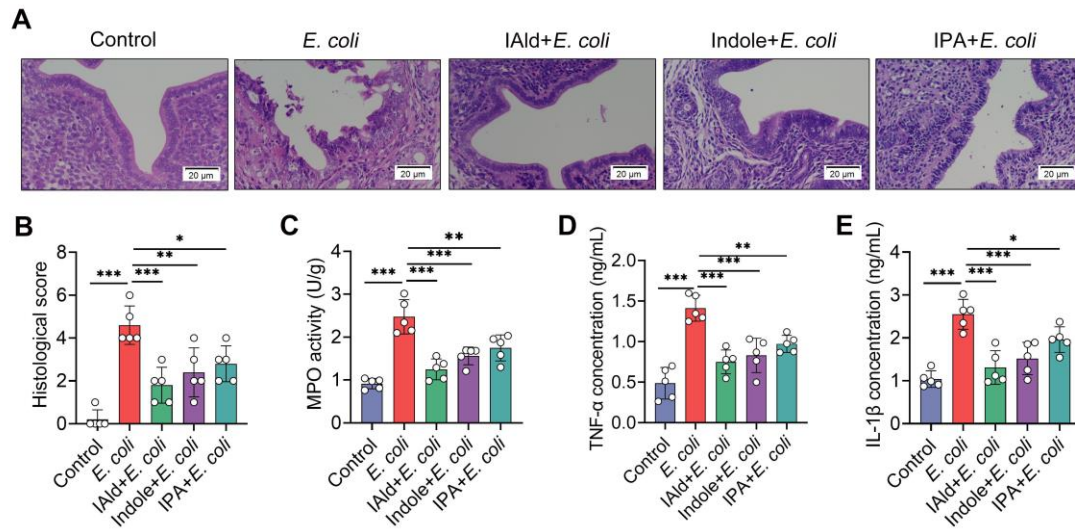 A
Control
E. coli
IAld+E. coli
Indole+E. coli
IPA+E. coli
20 μm
20 μm
20 μm
20 μm
20 μm
B
Histological score
8
6
4
2
0
***
***
**
*
Control
E. coli
IAld+E. coli
Indole+E. coli
IPA+E. coli
C
MPO activity (U/g)
4
3
2
1
0
***
***
***
**
Control
E. coli
IAld+E. coli
Indole+E. coli
IPA+E. coli
D
TNF-α concentration (ng/mL)
2.0
1.5
1.0
0.5
0.0
***
***
***
**
Control
E. coli
IAld+E. coli
Indole+E. coli
IPA+E. coli
E
IL-1β concentration (ng/mL)
4
3
2
1
0
***
***
***
*
Control
E. coli
IAld+E. coli
Indole+E. coli
IPA+E. coli